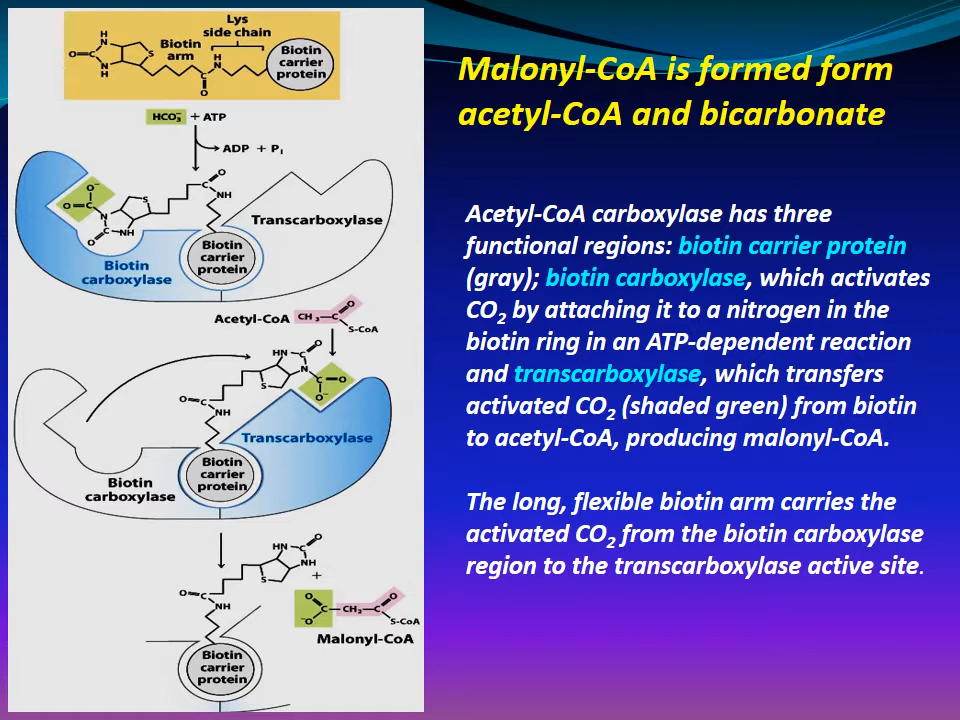 Malonyl-CoA is formed form
acetyl-CoA and bicarbonate
Acetyl-CoA carboxylase has three
functional regions: biotin carrier protein
(gray); biotin carboxylase, which activates
CO2 by attaching it to a nitrogen in the
biotin ring in an ATP-dependent reaction
and transcarboxylase, which transfers
activated CO2 (shaded green) from biotin
to acetyl-CoA, producing malonyl-CoA.
The long, flexible biotin arm carries the
activated CO2 from the biotin carboxylase
region to the transcarboxylase active site.
Lys
side chain
Biotin
arm
Biotin
carrier
protein
H
N
O
N
H
S
C
O
H
N
HCO3- + ATP
ADP + Pi
O-
O
C
N
O
C
NH
S
C
O
NH
Transcarboxylase
Biotin
carrier
protein
Biotin
carboxylase
Acetyl-CoA
CH3
C
O
S-CoA
HN
C
O
N
S
C
O
O-
O
C
NH
Transcarboxylase
Biotin
carrier
protein
Biotin
carboxylase
HN
C
O
NH
S
+
O
C
NH
O
C
-O
CH2
C
O
S-CoA
Malonyl-CoA
Biotin
carrier
protein